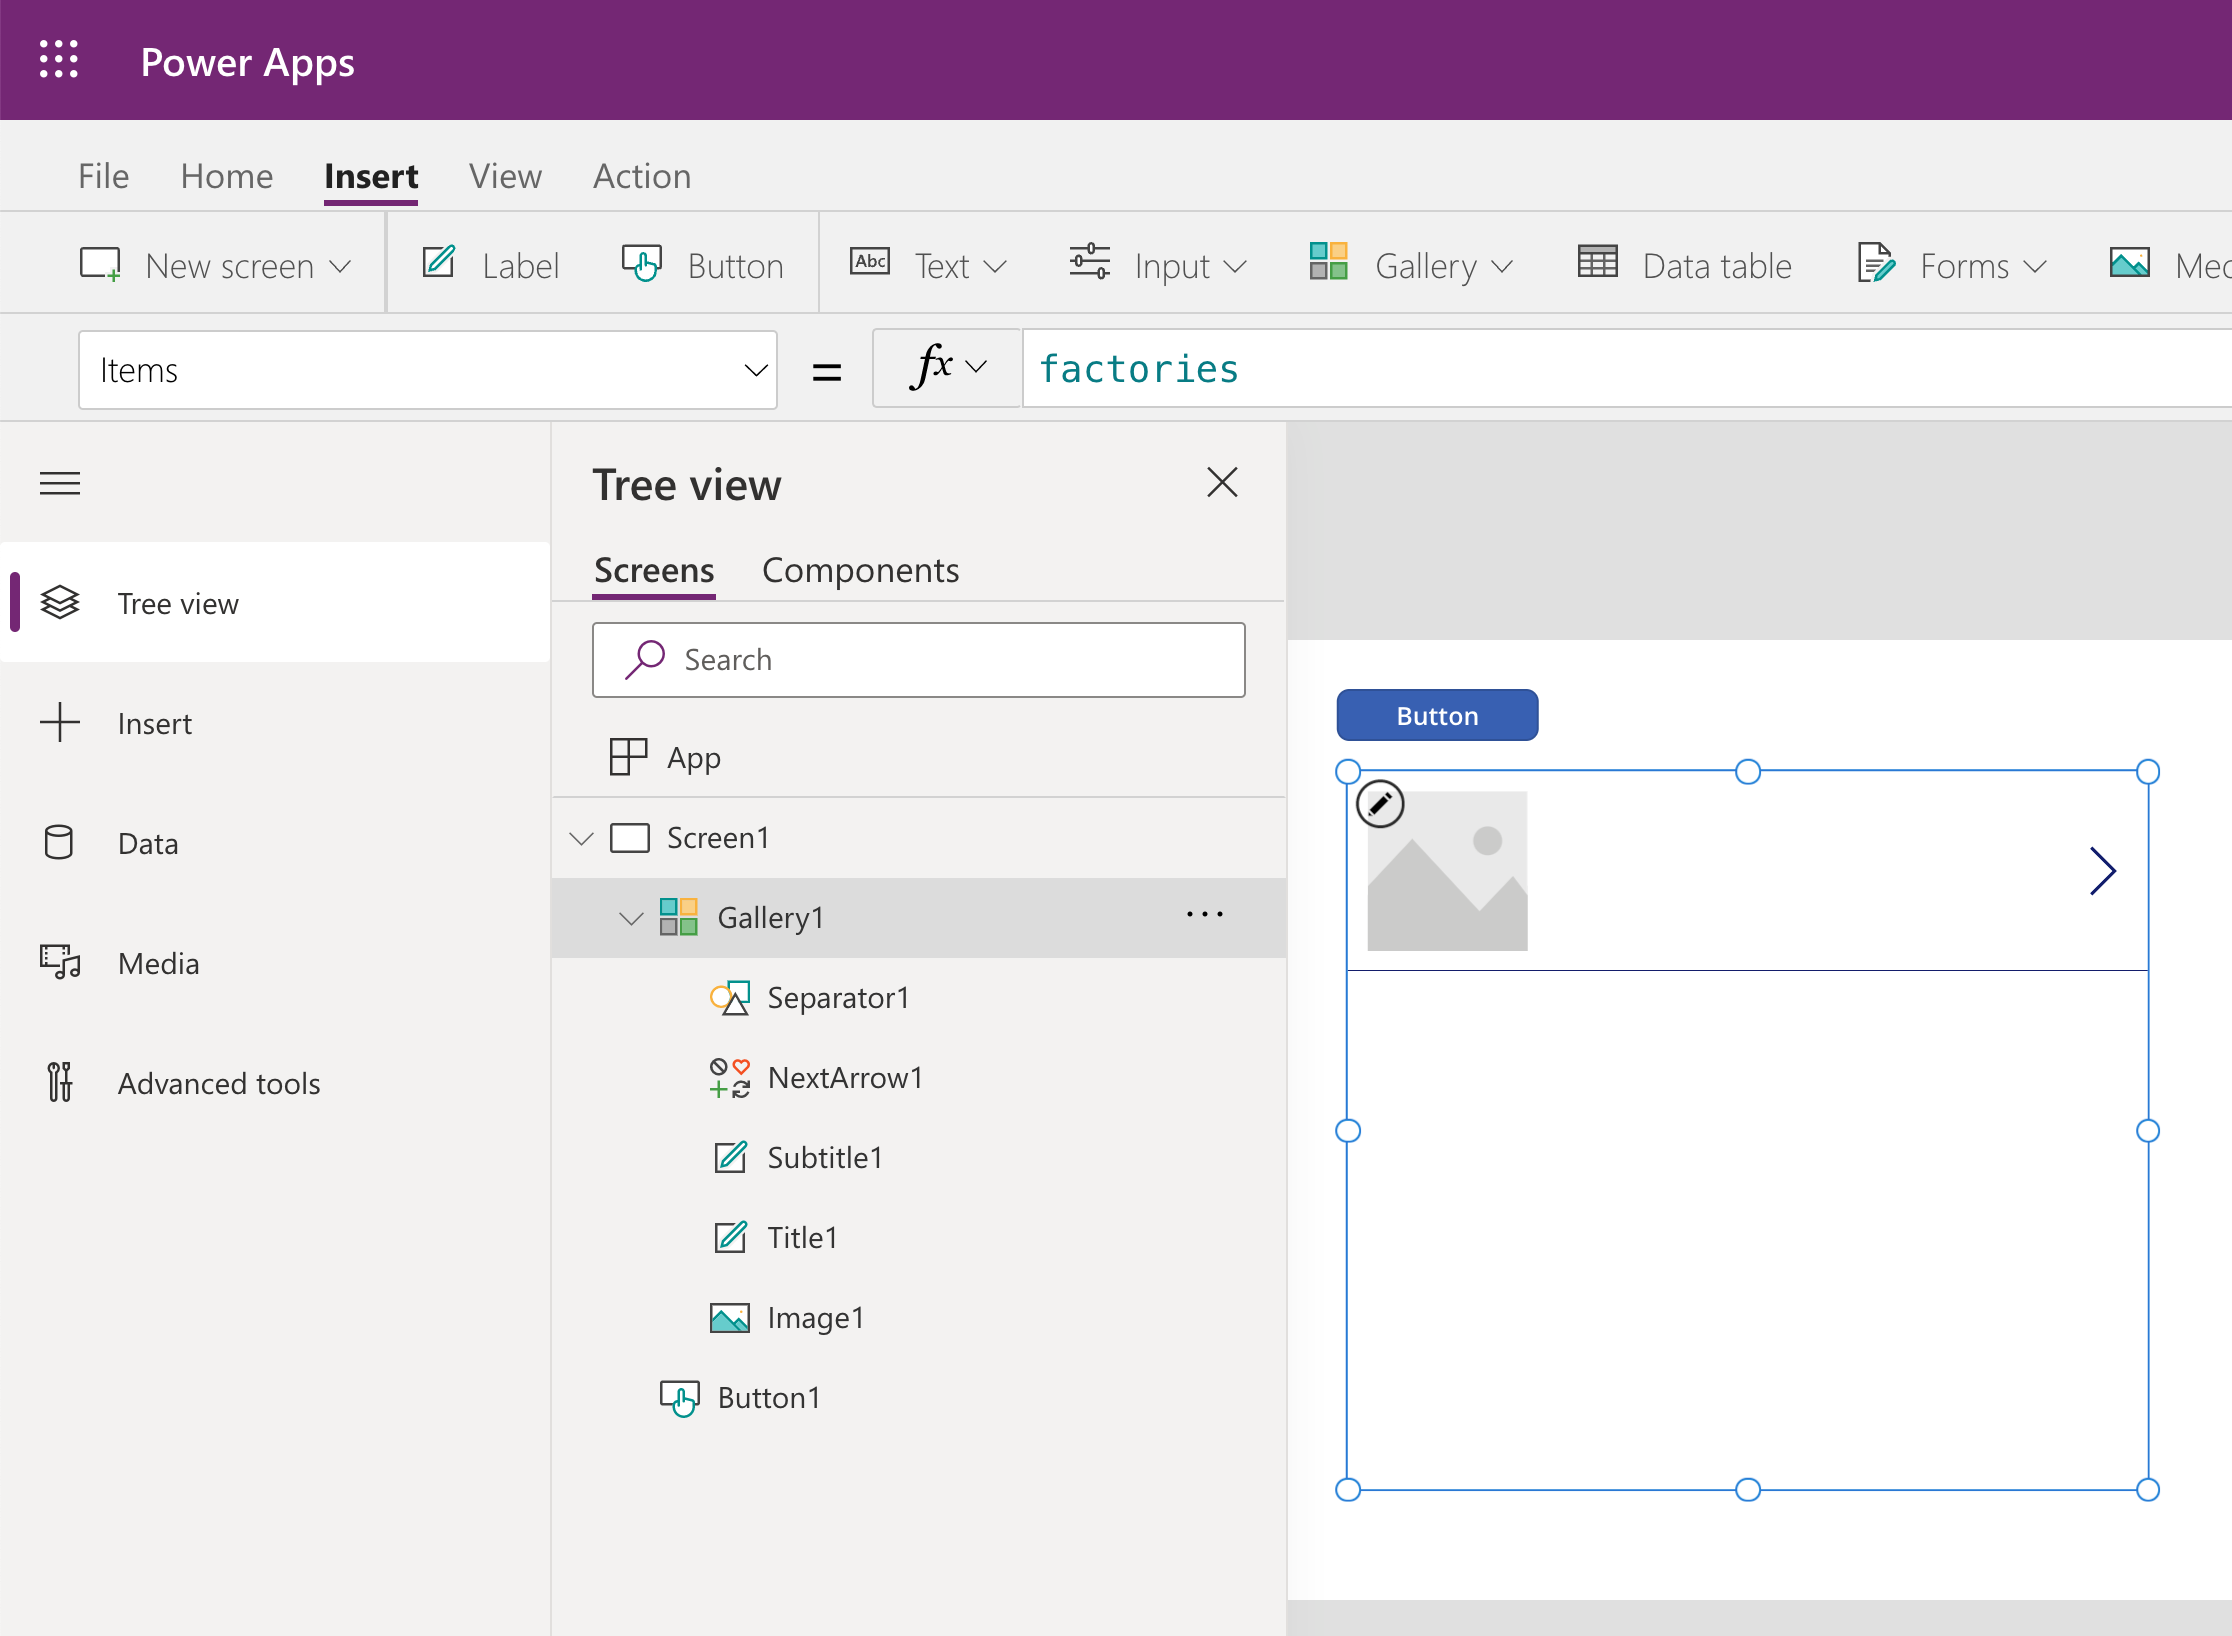 Power Apps
File Home Insert View Action
New screen Label Button Abc Text Input Gallery Data table Forms
Items = fx factories
Tree view
Screens Components
Search
App
Screen1
Gallery1
Separator1
NextArrow1
Subtitle1
Title1
Image1
Button1
Tree view
Insert
Data
Media
Advanced tools
Button